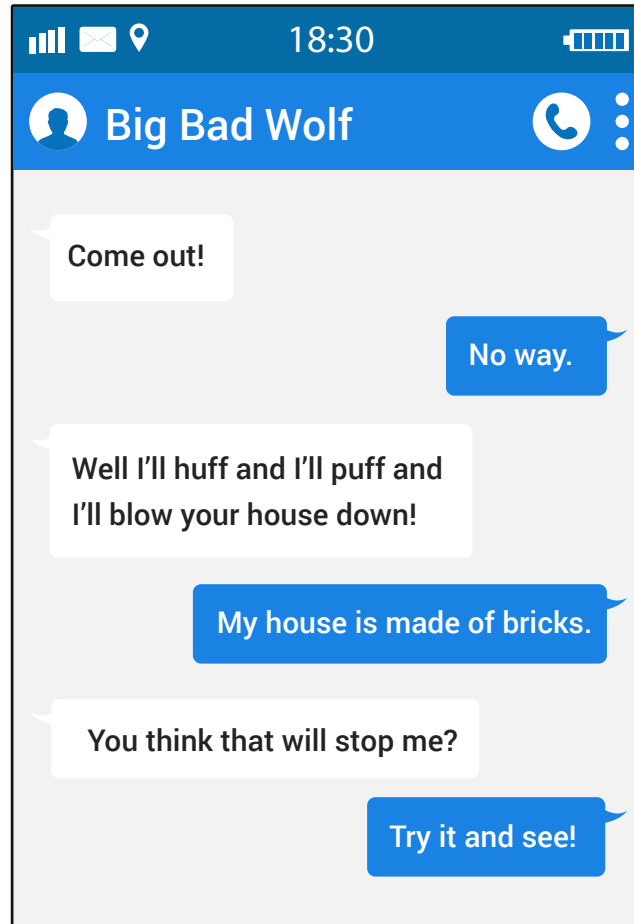 18:30
Big Bad Wolf
Come out!
No way.
Well I’ll huff and I’ll puff and
I’ll blow your house down!
My house is made of bricks.
You think that will stop me?
Try it and see!